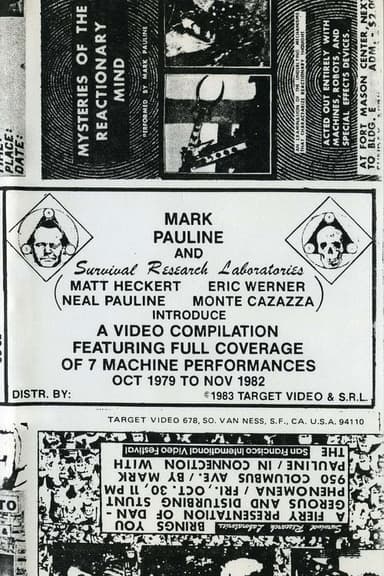 MYSTERIES OF THE
REACTIONARY
MIND
PERFORMED BY MARK PAULINE
ACTED OUT ENTIRELY WITH
MACHINES, ROBOTS AND
SPECIAL EFFECTS DEVICES.
AT FORT MASON CENTER, NEXT
TO BLDG. E
ADM.
PLACE:
DATE:
MARK
PAULINE
AND
Survival Research Laboratories
(MATT HECKERT ERIC WERNER
NEAL PAULINE MONTE CAZAZZA)
INTRODUCE
A VIDEO COMPILATION
FEATURING FULL COVERAGE
OF 7 MACHINE PERFORMANCES
OCT 1979 TO NOV 1982
DISTR. BY: ©1983 TARGET VIDEO & S.R.L.
TARGET VIDEO 678, SO. VAN NESS, S.F., CA. U.S.A. 94110
Survival Research Laboratories
BRINGS YOU
A FIERY PRESENTATION OF DAN-
GEROUS AND DISTURBING STUNT
PHENOMENA / FRI., OCT. 30, 11 PM
950 COLUMBUS AVE. / BY MARK
PAULINE / IN CONNECTION WITH
THE San Francisco International Video Festival
TO